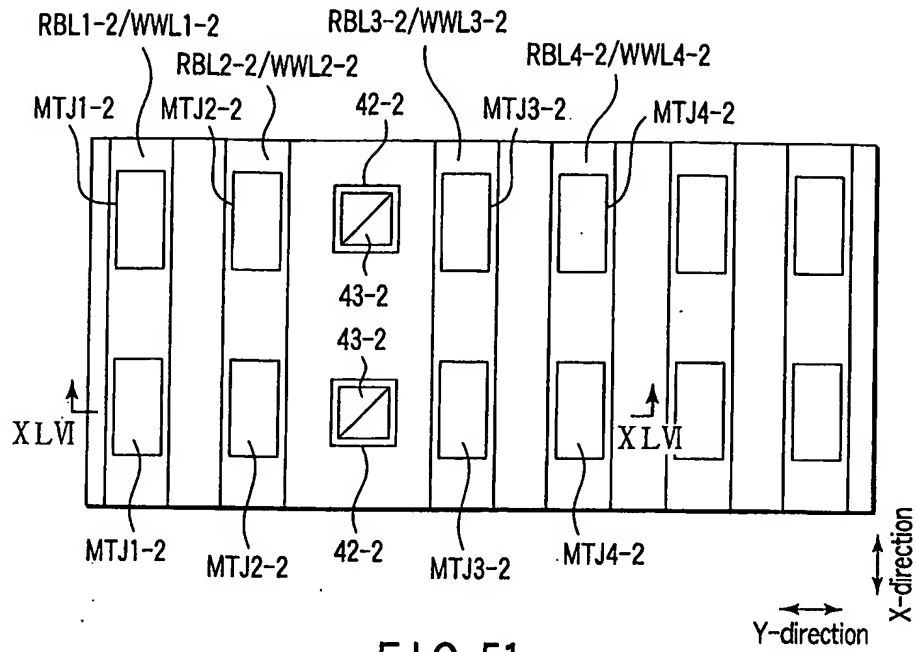 RBL1-2/WWL1-2
RBL3-2/WWL3-2
RBL2-2/WWL2-2
RBL4-2/WWL4-2
MTJ1-2
MTJ2-2
42-2
MTJ3-2
MTJ4-2
43-2
43-2
XLVI
XLVI
MTJ1-2
MTJ2-2
42-2
MTJ3-2
MTJ4-2
X-direction
Y-direction
FIG. 51